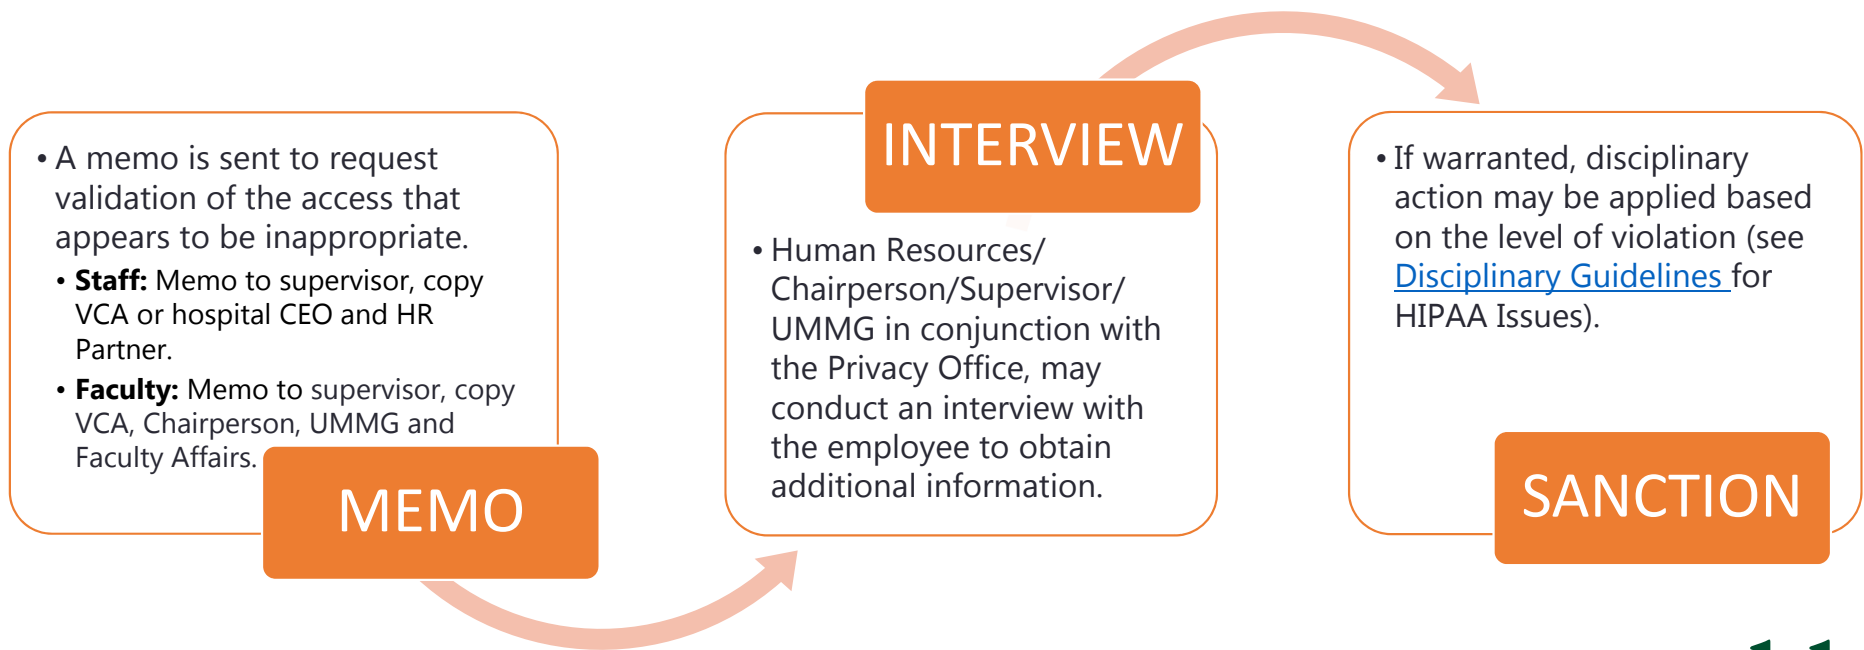 • A memo is sent to request
validation of the access that
appears to be inappropriate.
• Staff: Memo to supervisor, copy
VCA or hospital CEO and HR
Partner.
• Faculty: Memo to supervisor, copy
VCA, Chairperson, UMMG and
Faculty Affairs.
MEMO
INTERVIEW
• Human Resources/
Chairperson/Supervisor/
UMMG in conjunction with
the Privacy Office, may
conduct an interview with
the employee to obtain
additional information.
• If warranted, disciplinary
action may be applied based
on the level of violation (see
Disciplinary Guidelines for
HIPAA Issues).
SANCTION